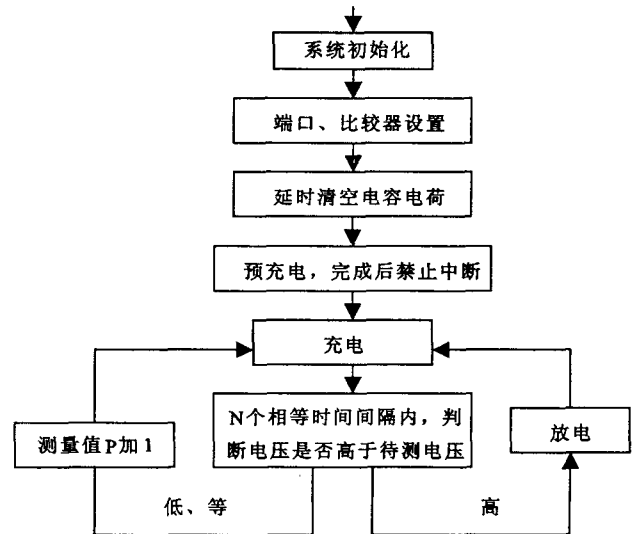 系统初始化
端口、比较器设置
延时清空电容电荷
预充电，完成后禁止中断
充电
N个相等时间间隔内，判
断电压是否高于待测电压
测量值P加1
放电
低、等
高